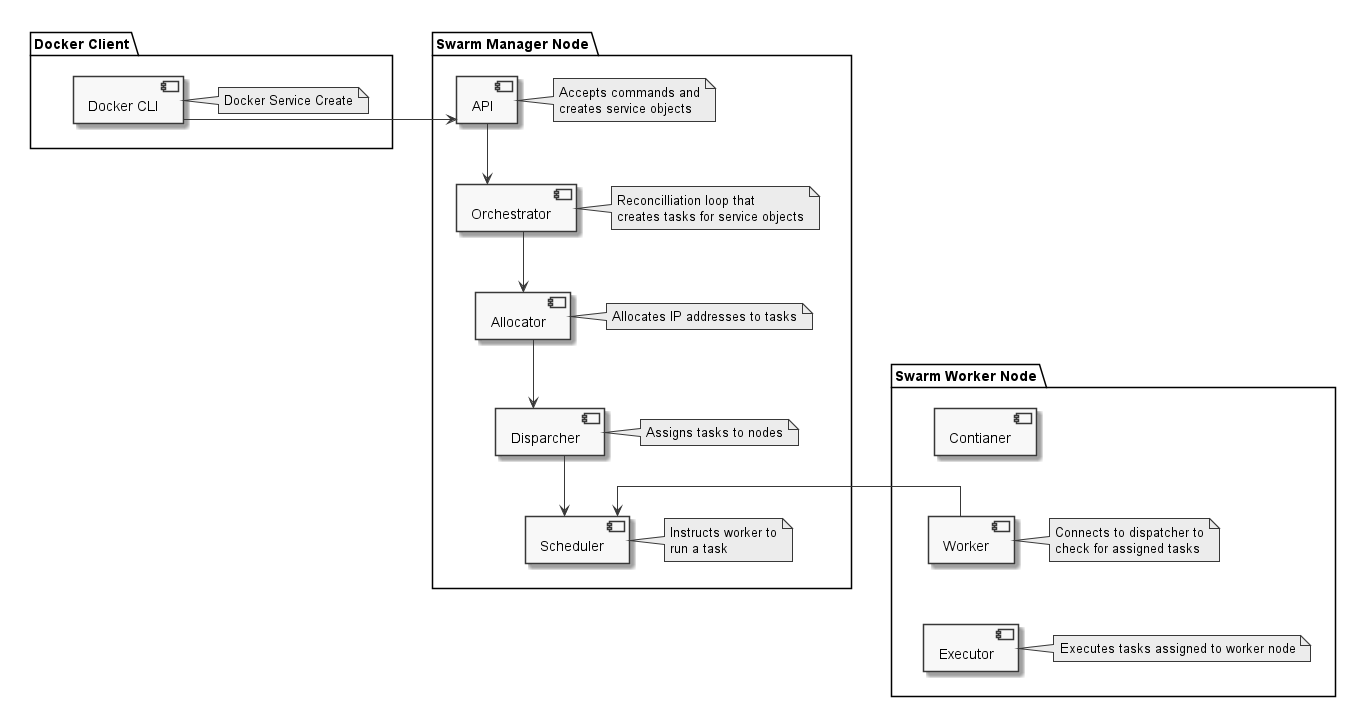 Docker Client
Docker CLI
Docker Service Create
Swarm Manager Node
API
Accepts commands and
creates service objects
Orchestrator
Reconcilliation loop that
creates tasks for service objects
Allocator
Allocates IP addresses to tasks
Disparcher
Assigns tasks to nodes
Scheduler
Instructs worker to
run a task
Swarm Worker Node
Contianer
Worker
Connects to dispatcher to
check for assigned tasks
Executor
Executes tasks assigned to worker node